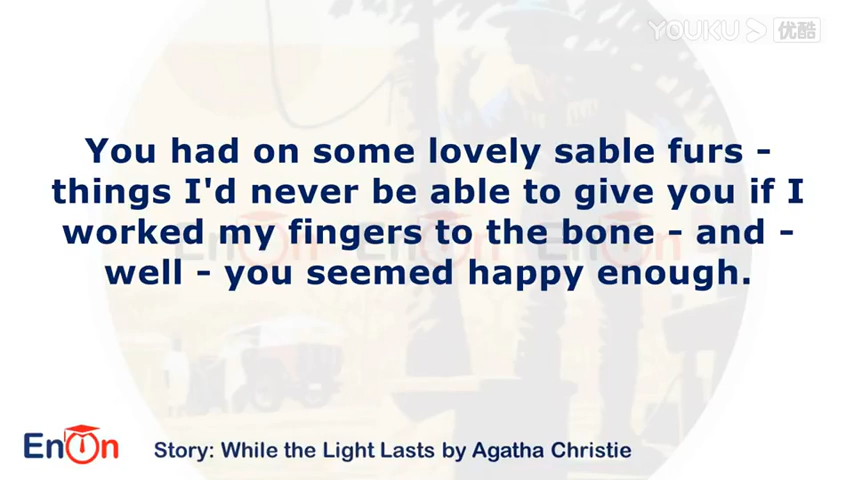 YOUKU 优酷
You had on some lovely sable furs -
things I'd never be able to give you if I
worked my fingers to the bone - and -
well - you seemed happy enough.
EnOn
Story: While the Light Lasts by Agatha Christie